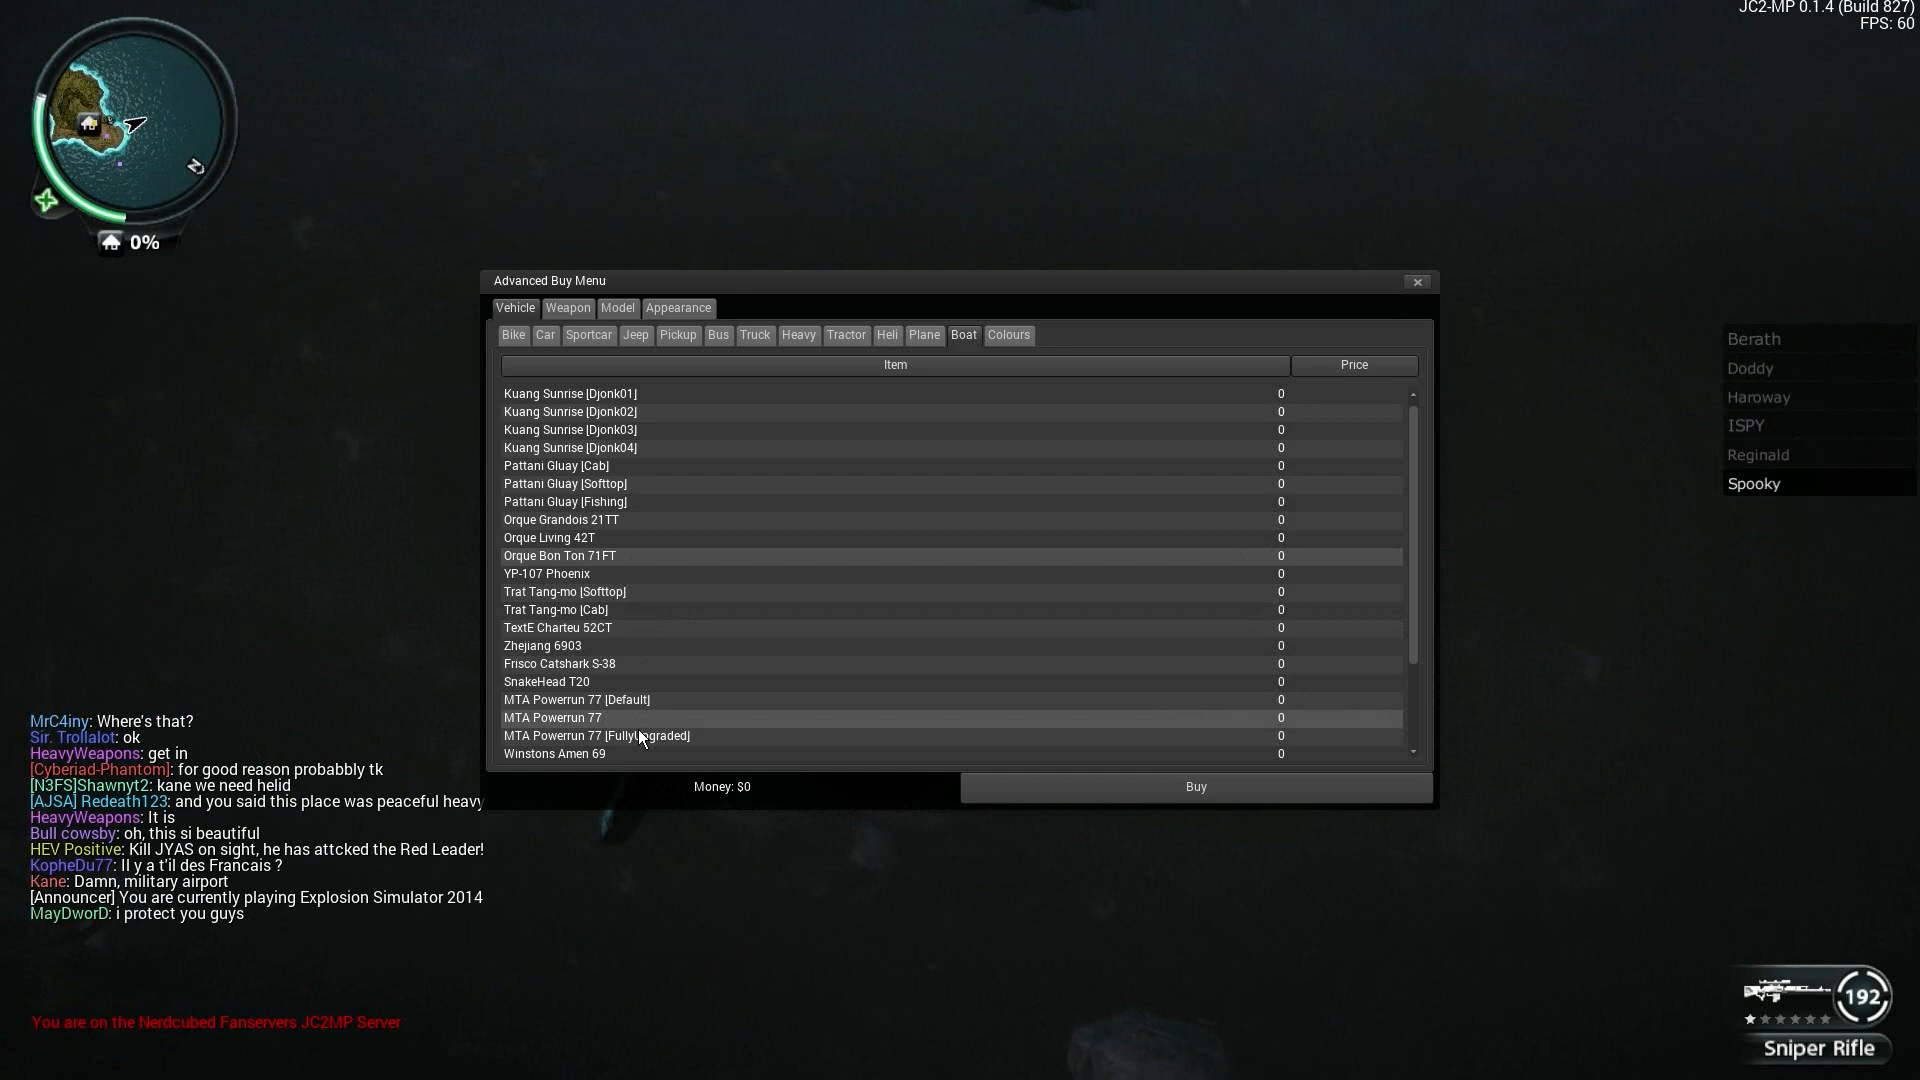 JC2-MP 0.1.4 (Build 827)
FPS: 60
0%
Advanced Buy Menu
Vehicle Weapon Model Appearance
Bike Car Sportcar Jeep Pickup Bus Truck Heavy Tractor Heli Plane Boat Colours
Item Price
Kuang Sunrise [Djonk01] 0
Kuang Sunrise [Djonk02] 0
Kuang Sunrise [Djonk03] 0
Kuang Sunrise [Djonk04] 0
Pattani Gluay [Cab] 0
Pattani Gluay [Softtop] 0
Pattani Gluay [Fishing] 0
Orque Grandois 21TT 0
Orque Living 42T 0
Orque Bon Ton 71FT 0
YP-107 Phoenix 0
Trat Tang-mo [Softtop] 0
Trat Tang-mo [Cab] 0
TextE Charteu 52CT 0
Zhejiang 6903 0
Frisco Catshark S-38 0
SnakeHead T20 0
MTA Powerrun 77 [Default] 0
MTA Powerrun 77 0
MTA Powerrun 77 [FullyUpgraded] 0
Winstons Amen 69 0
Money: $0 Buy
Berath
Doddy
Haroway
ISPY
Reginald
Spooky
MrC4iny: Where's that?
Sir. Trollalot: ok
HeavyWeapons: get in
[Cyberiad-Phantom]: for good reason probabbly tk
[N3FS]Shawnyt2: kane we need helid
[AJSA] Redeath123: and you said this place was peaceful heavy
HeavyWeapons: It is
Bull cowsby: oh, this si beautiful
HEV Positive: Kill JYAS on sight, he has attcked the Red Leader!
KopheDu77: Il y a t'il des Francais ?
Kane: Damn, military airport
[Announcer] You are currently playing Explosion Simulator 2014
MayDworD: i protect you guys
You are on the Nerdcubed Fanservers JC2MP Server
192
Sniper Rifle